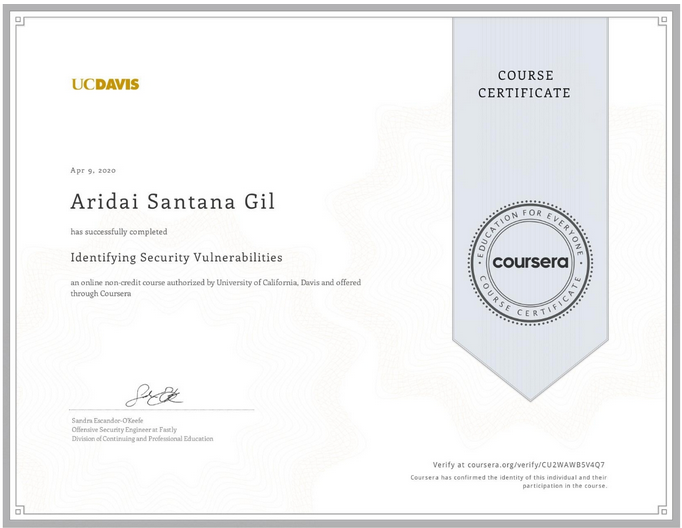 UCDAVIS
COURSE
CERTIFICATE
Apr 9, 2020
Aridai Santana Gil
has successfully completed
Identifying Security Vulnerabilities
an online non-credit course authorized by University of California, Davis and offered
through Coursera
EDUCATION FOR EVERYONE
coursera
COURSE CERTIFICATE
Sandra Escandor-O'Keefe
Offensive Security Engineer at Fastly
Division of Continuing and Professional Education
Verify at coursera.org/verify/CU2WAWB5V4Q7
Coursera has confirmed the identity of this individual and their
participation in the course.